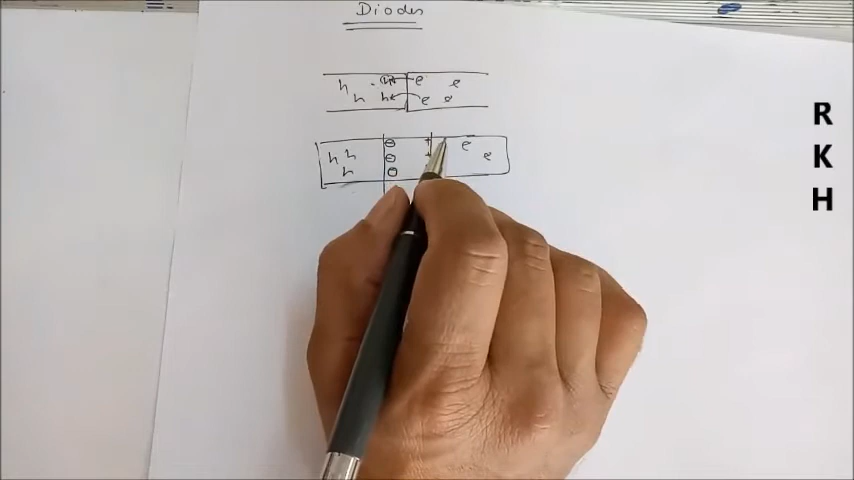 Diodes
h h e e
h h e e
h h ⊖ + e
⊖ + e
h ⊖
R
K
H